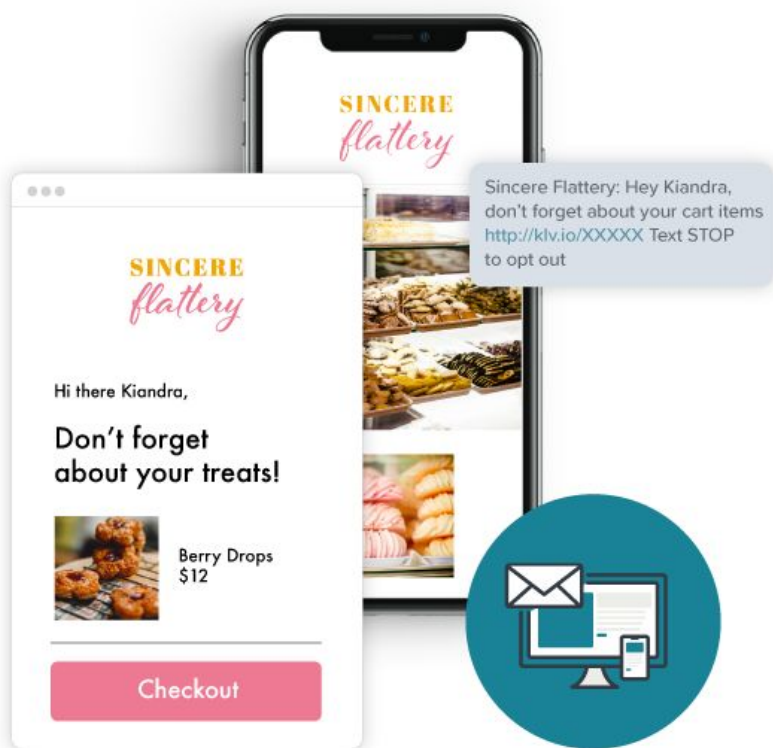 SINCERE
flattery
Sincere Flattery: Hey Kiandra,
don't forget about your cart items
http://klv.io/XXXXX Text STOP
to opt out
SINCERE
flattery
Hi there Kiandra,
Don't forget
about your treats!
Berry Drops
$12
Checkout